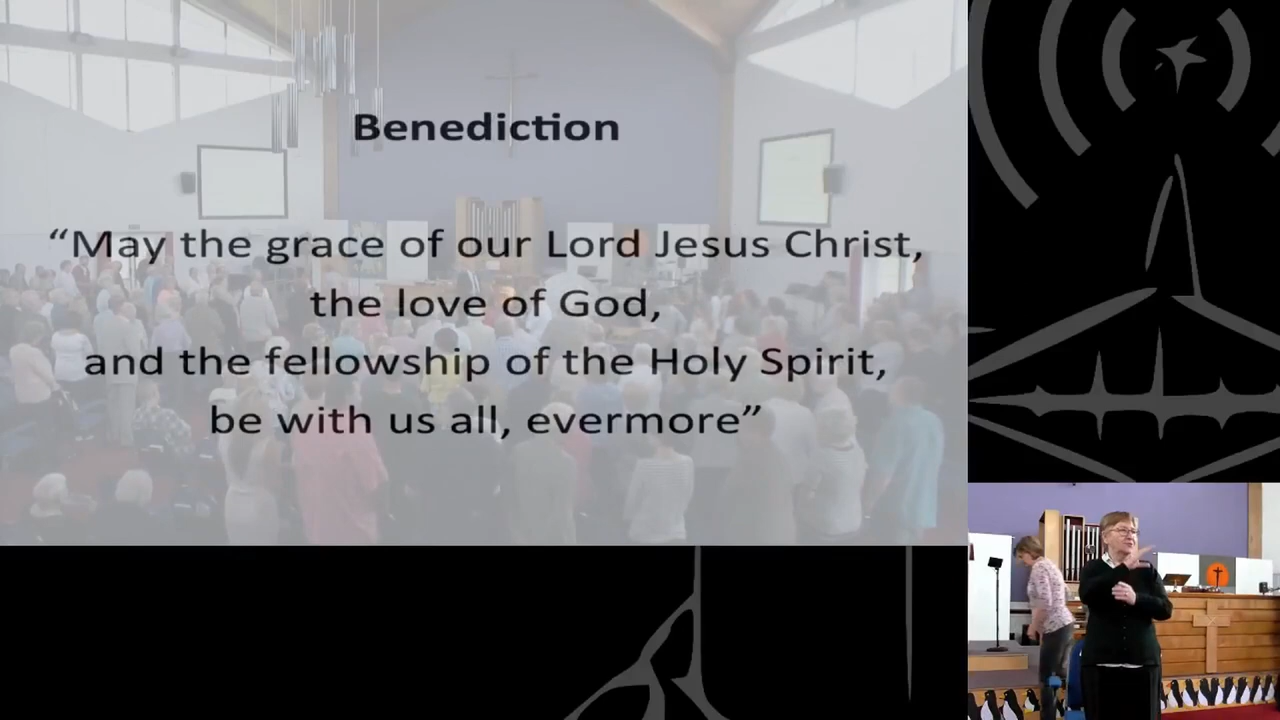 Benediction
“May the grace of our Lord Jesus Christ,
the love of God,
and the fellowship of the Holy Spirit,
be with us all, evermore”